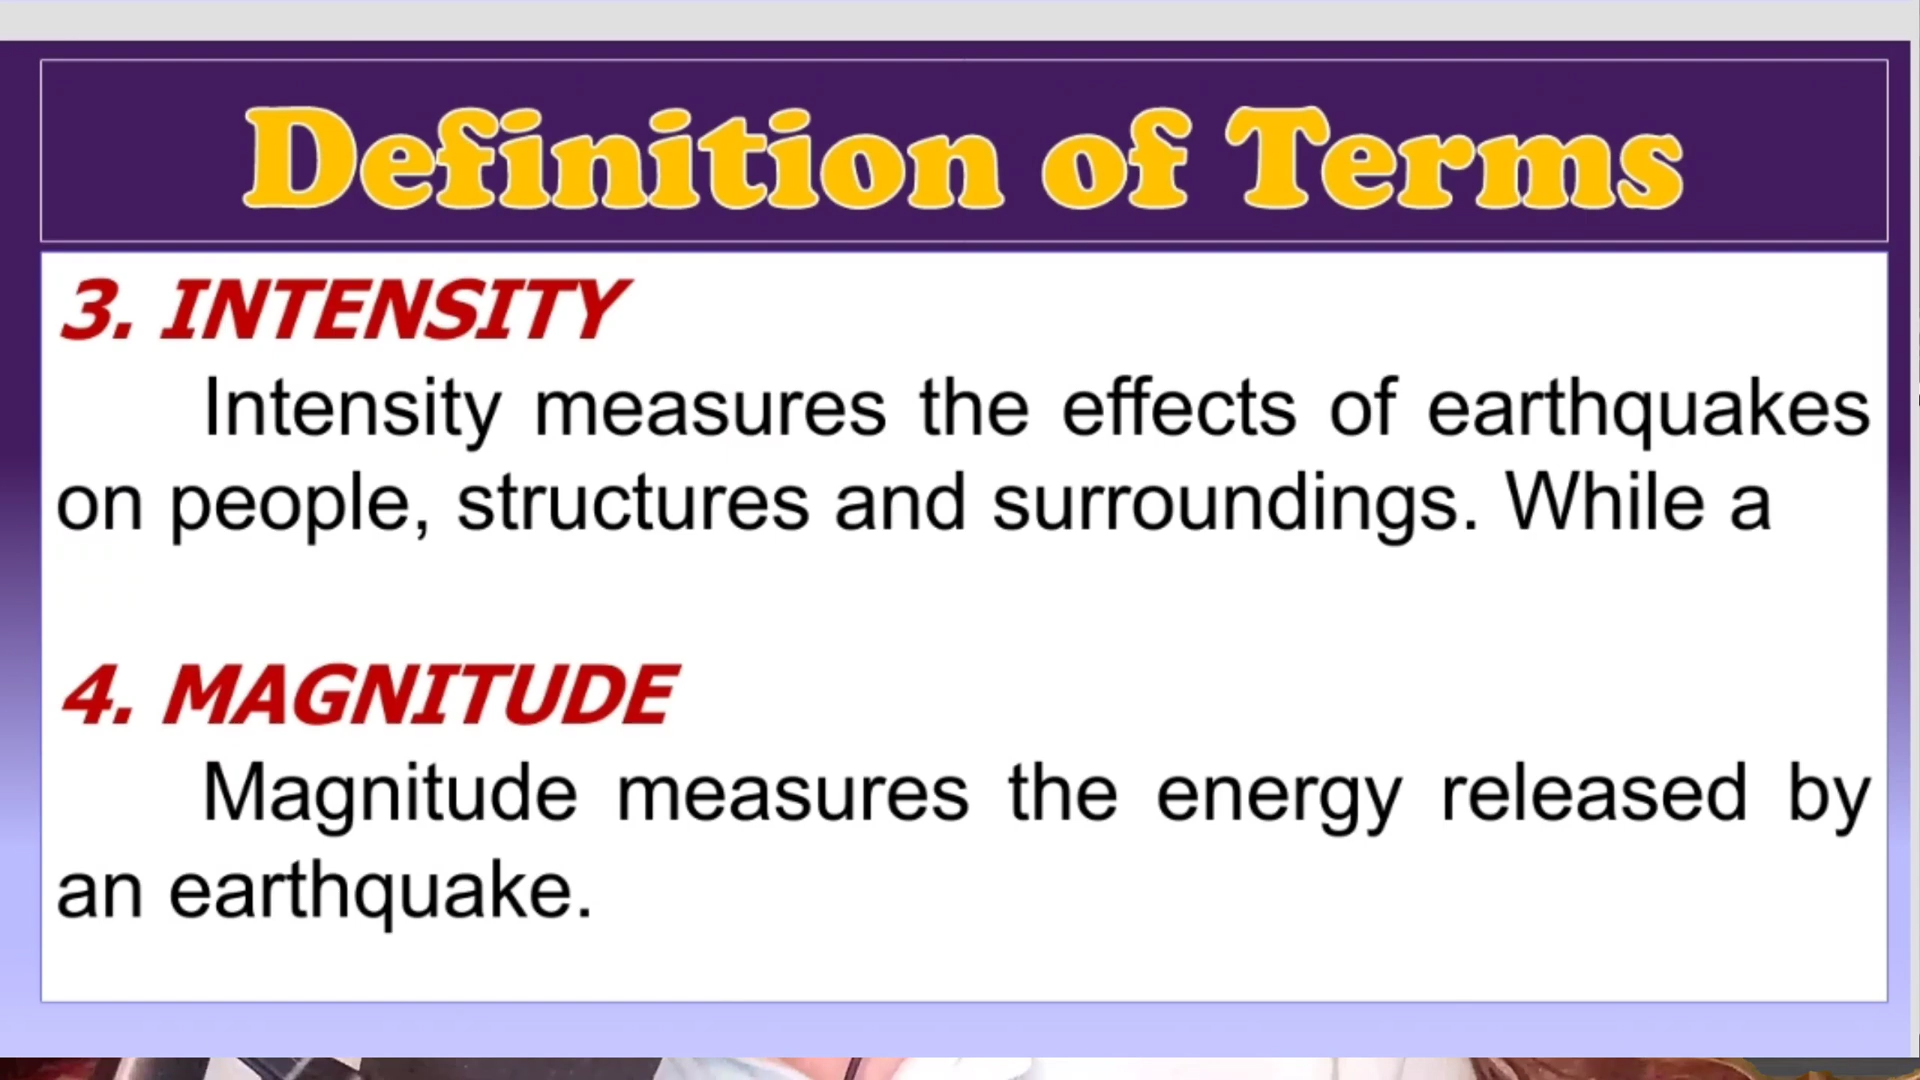 Definition of Terms
3. INTENSITY
Intensity measures the effects of earthquakes
on people, structures and surroundings. While a
4. MAGNITUDE
Magnitude measures the energy released by
an earthquake.